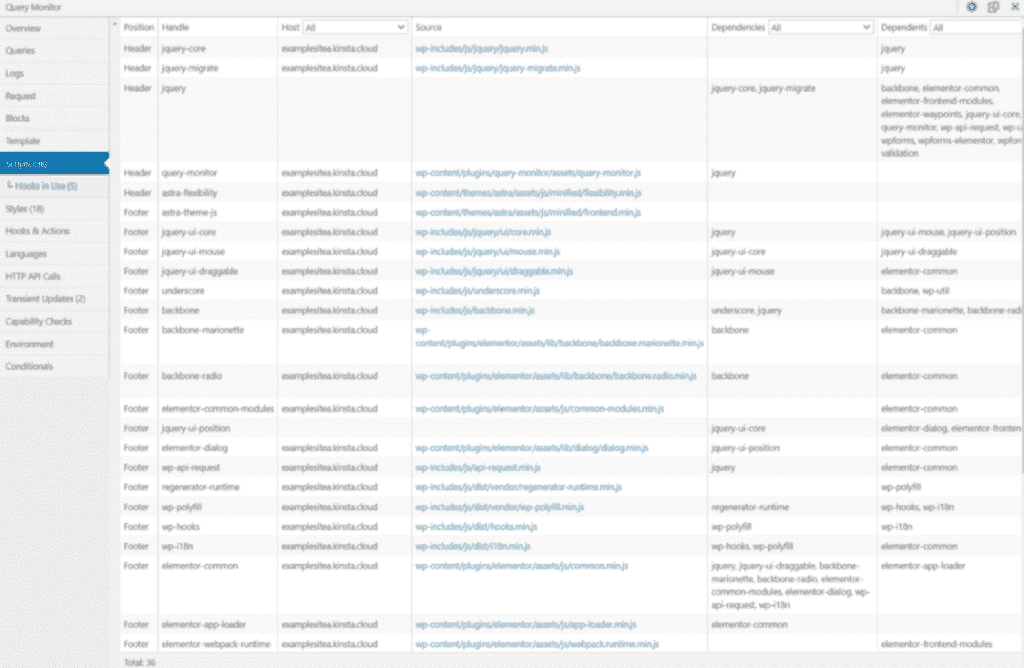 Query Monitor
Overview
Queries
Logs
Request
Blocks
Template
Hooks in Use (5)
Styles (18)
Hooks & Actions
Languages
HTTP API Calls
Transient Updates (2)
Capability Checks
Environment
Conditionals
Position Handle Host All Source Dependencies All Dependents All
Header jquery-core examplesitea.kinsta.cloud wp-includes/js/jquery/jquery.min.js jquery
Header jquery-migrate examplesitea.kinsta.cloud wp-includes/js/jquery/jquery-migrate.min.js jquery
Header jquery jquery-core, jquery-migrate backbone, elementor-common,
elementor-frontend-modules,
elementor-waypoints, jquery-ui-core,
query-monitor, wp-api-request, wp-u
wpforms, wpforms-elementor, wpfor
validation
Header query-monitor examplesitea.kinsta.cloud wp-content/plugins/query-monitor/assets/query-monitor.js jquery
Header astra-flexibility examplesitea.kinsta.cloud wp-content/themes/astra/assets/js/minified/flexibility.min.js
Footer astra-theme-js examplesitea.kinsta.cloud wp-content/themes/astra/assets/js/minified/frontend.min.js
Footer jquery-ui-core examplesitea.kinsta.cloud wp-includes/js/jquery/ui/core.min.js jquery jquery-ui-mouse, jquery-ui-position
Footer jquery-ui-mouse examplesitea.kinsta.cloud wp-includes/js/jquery/ui/mouse.min.js jquery-ui-core jquery-ui-draggable
Footer jquery-ui-draggable examplesitea.kinsta.cloud wp-includes/js/jquery/ui/draggable.min.js jquery-ui-mouse elementor-common
Footer underscore examplesitea.kinsta.cloud wp-includes/js/underscore.min.js backbone, wp-util
Footer backbone examplesitea.kinsta.cloud wp-includes/js/backbone.min.js underscore, jquery backbone-marionette, backbone-radi
Footer backbone-marionette examplesitea.kinsta.cloud wp- backbone elementor-common
content/plugins/elementor/assets/lib/backbone/backbone.marionette.min.js
Footer backbone-radio examplesitea.kinsta.cloud wp-content/plugins/elementor/assets/lib/backbone/backbone.radio.min.js backbone elementor-common
Footer elementor-common-modules examplesitea.kinsta.cloud wp-content/plugins/elementor/assets/js/common-modules.min.js elementor-common
Footer jquery-ui-position jquery-ui-core elementor-dialog, elementor-fronten
Footer elementor-dialog examplesitea.kinsta.cloud wp-content/plugins/elementor/assets/lib/dialog/dialog.min.js jquery-ui-position elementor-common
Footer wp-api-request examplesitea.kinsta.cloud wp-includes/js/api-request.min.js jquery elementor-common
Footer regenerator-runtime examplesitea.kinsta.cloud wp-includes/js/dist/vendor/regenerator-runtime.min.js wp-polyfill
Footer wp-polyfill examplesitea.kinsta.cloud wp-includes/js/dist/vendor/wp-polyfill.min.js regenerator-runtime wp-hooks, wp-i18n
Footer wp-hooks examplesitea.kinsta.cloud wp-includes/js/dist/hooks.min.js wp-polyfill wp-i18n
Footer wp-i18n examplesitea.kinsta.cloud wp-includes/js/dist/i18n.min.js wp-hooks, wp-polyfill elementor-common
Footer elementor-common examplesitea.kinsta.cloud wp-content/plugins/elementor/assets/js/common.min.js jquery, jquery-ui-draggable, backbone- elementor-app-loader
marionette, backbone-radio, elementor-
common-modules, elementor-dialog, wp-
api-request, wp-i18n
Footer elementor-app-loader examplesitea.kinsta.cloud wp-content/plugins/elementor/assets/js/app-loader.min.js elementor-common
Footer elementor-webpack-runtime examplesitea.kinsta.cloud wp-content/plugins/elementor/assets/js/webpack.runtime.min.js elementor-frontend-modules
Total: 36